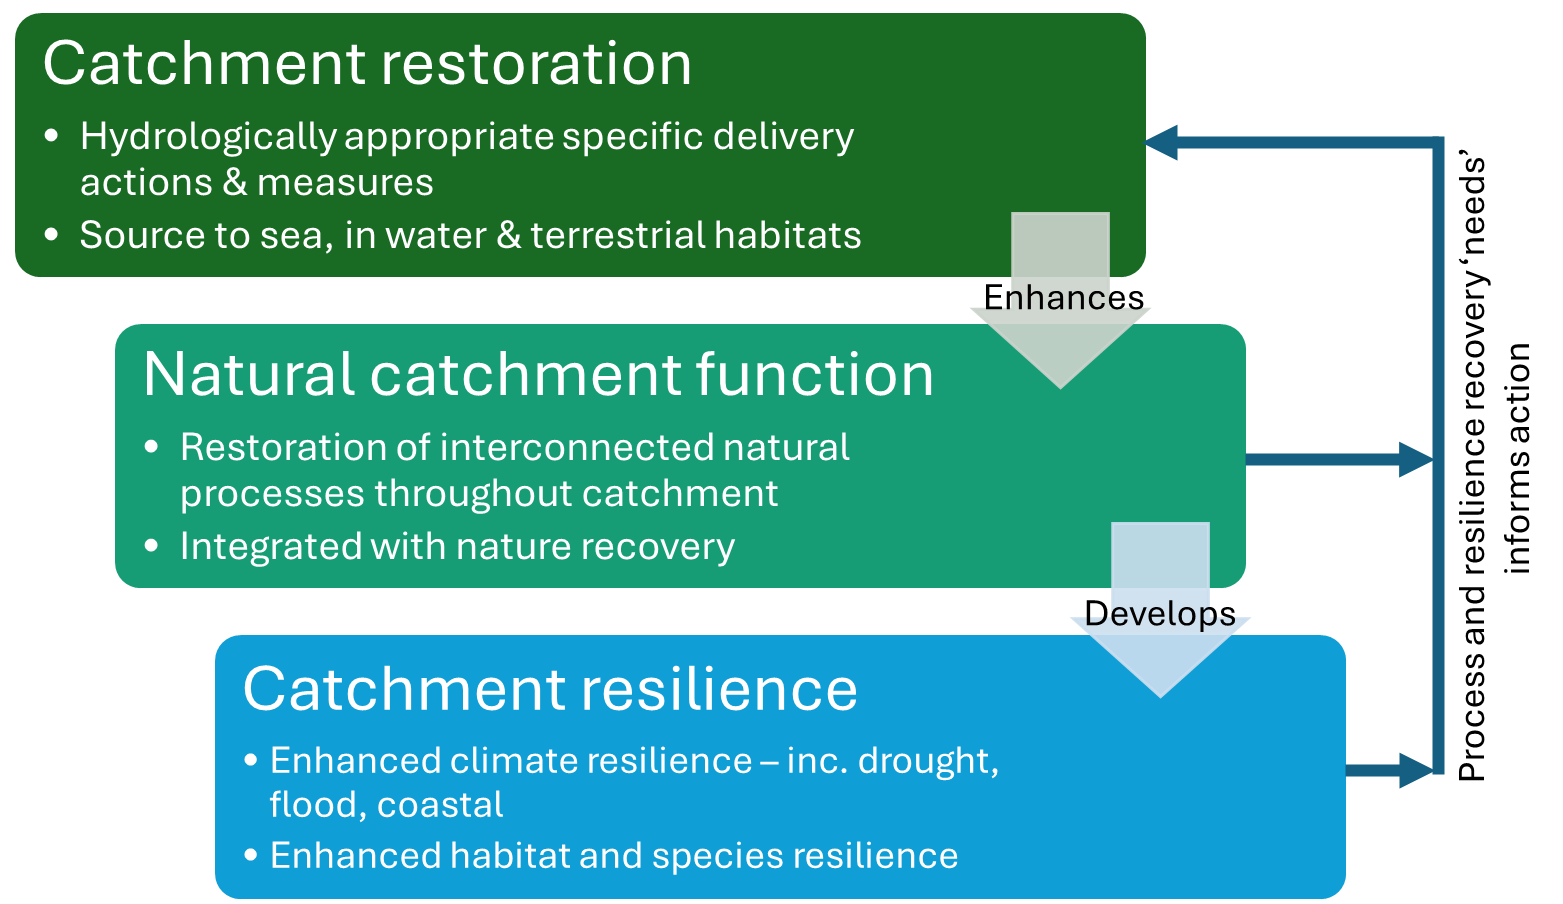 Catchment restoration
• Hydrologically appropriate specific delivery
actions & measures
• Source to sea, in water & terrestrial habitats
Enhances
Natural catchment function
• Restoration of interconnected natural
processes throughout catchment
• Integrated with nature recovery
Develops
Catchment resilience
• Enhanced climate resilience – inc. drought,
flood, coastal
• Enhanced habitat and species resilience
Process and resilience recovery ‘needs’
informs action